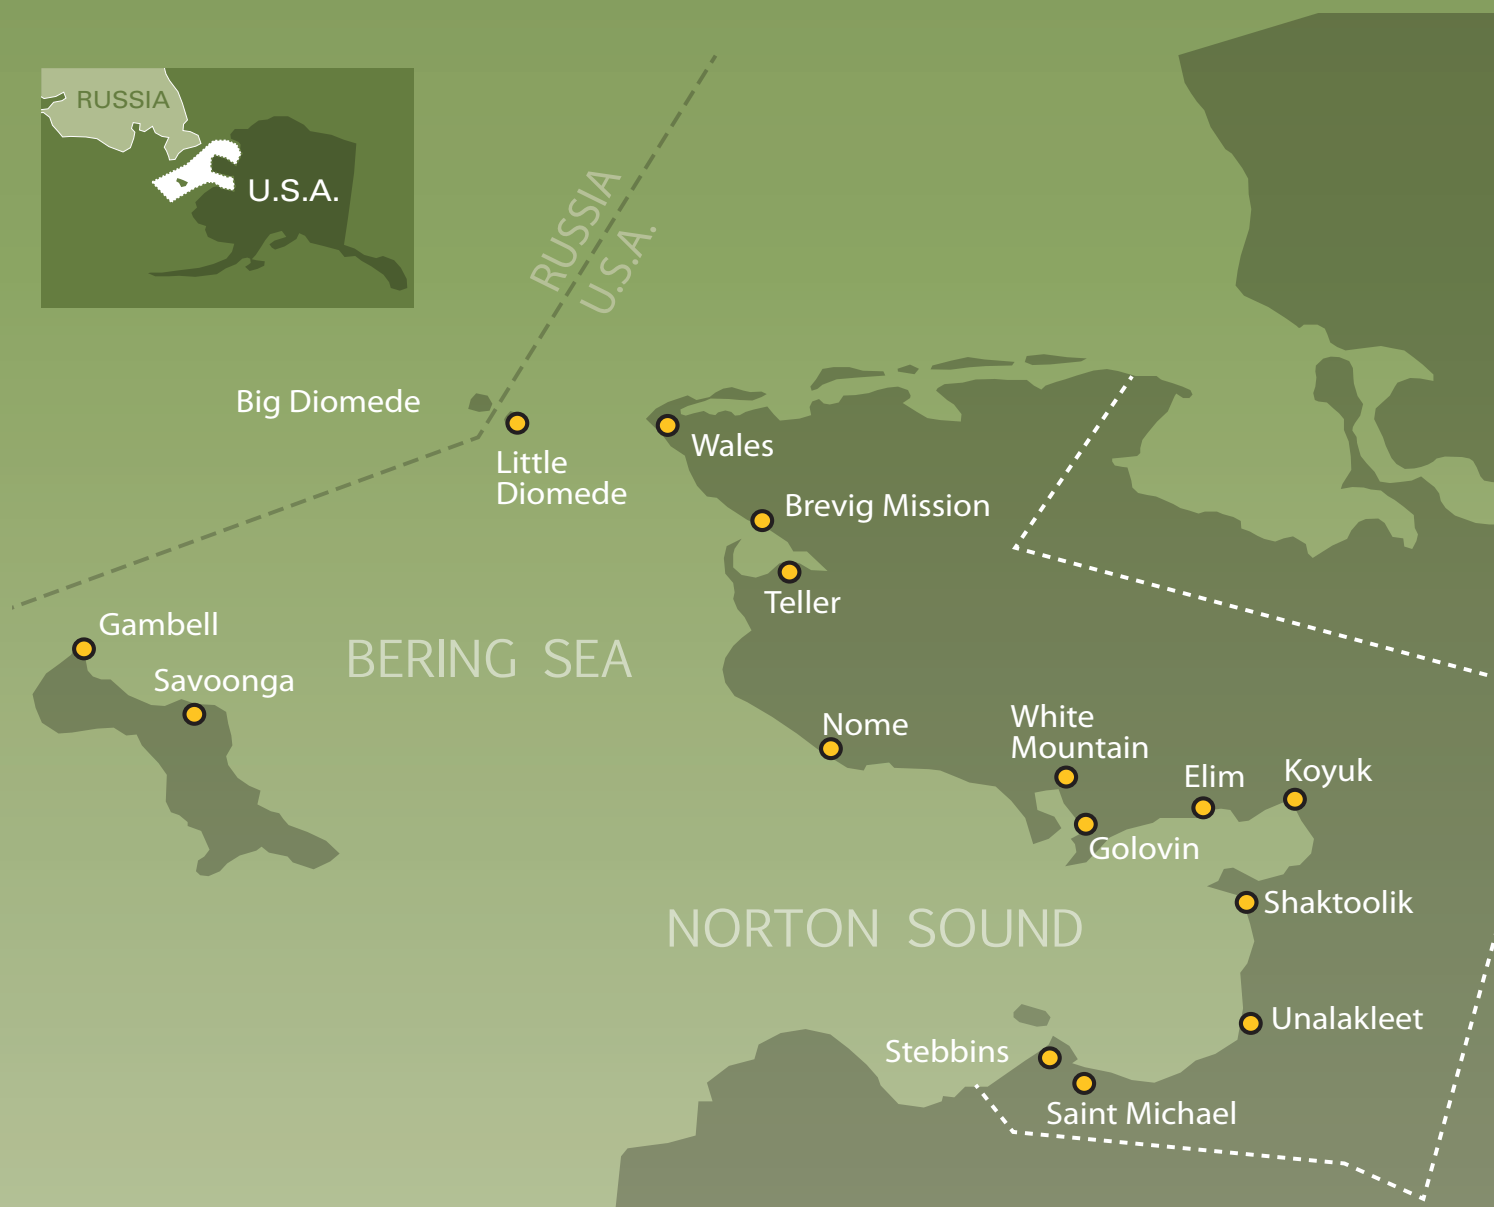 RUSSIA
U.S.A.
RUSSIA
U.S.A.
Big Diomede
Little
Diomede
Wales
Brevig Mission
Teller
Gambell
Savoonga
BERING SEA
Nome
White
Mountain
Elim
Koyuk
Golovin
Shaktoolik
NORTON SOUND
Unalakleet
Stebbins
Saint Michael